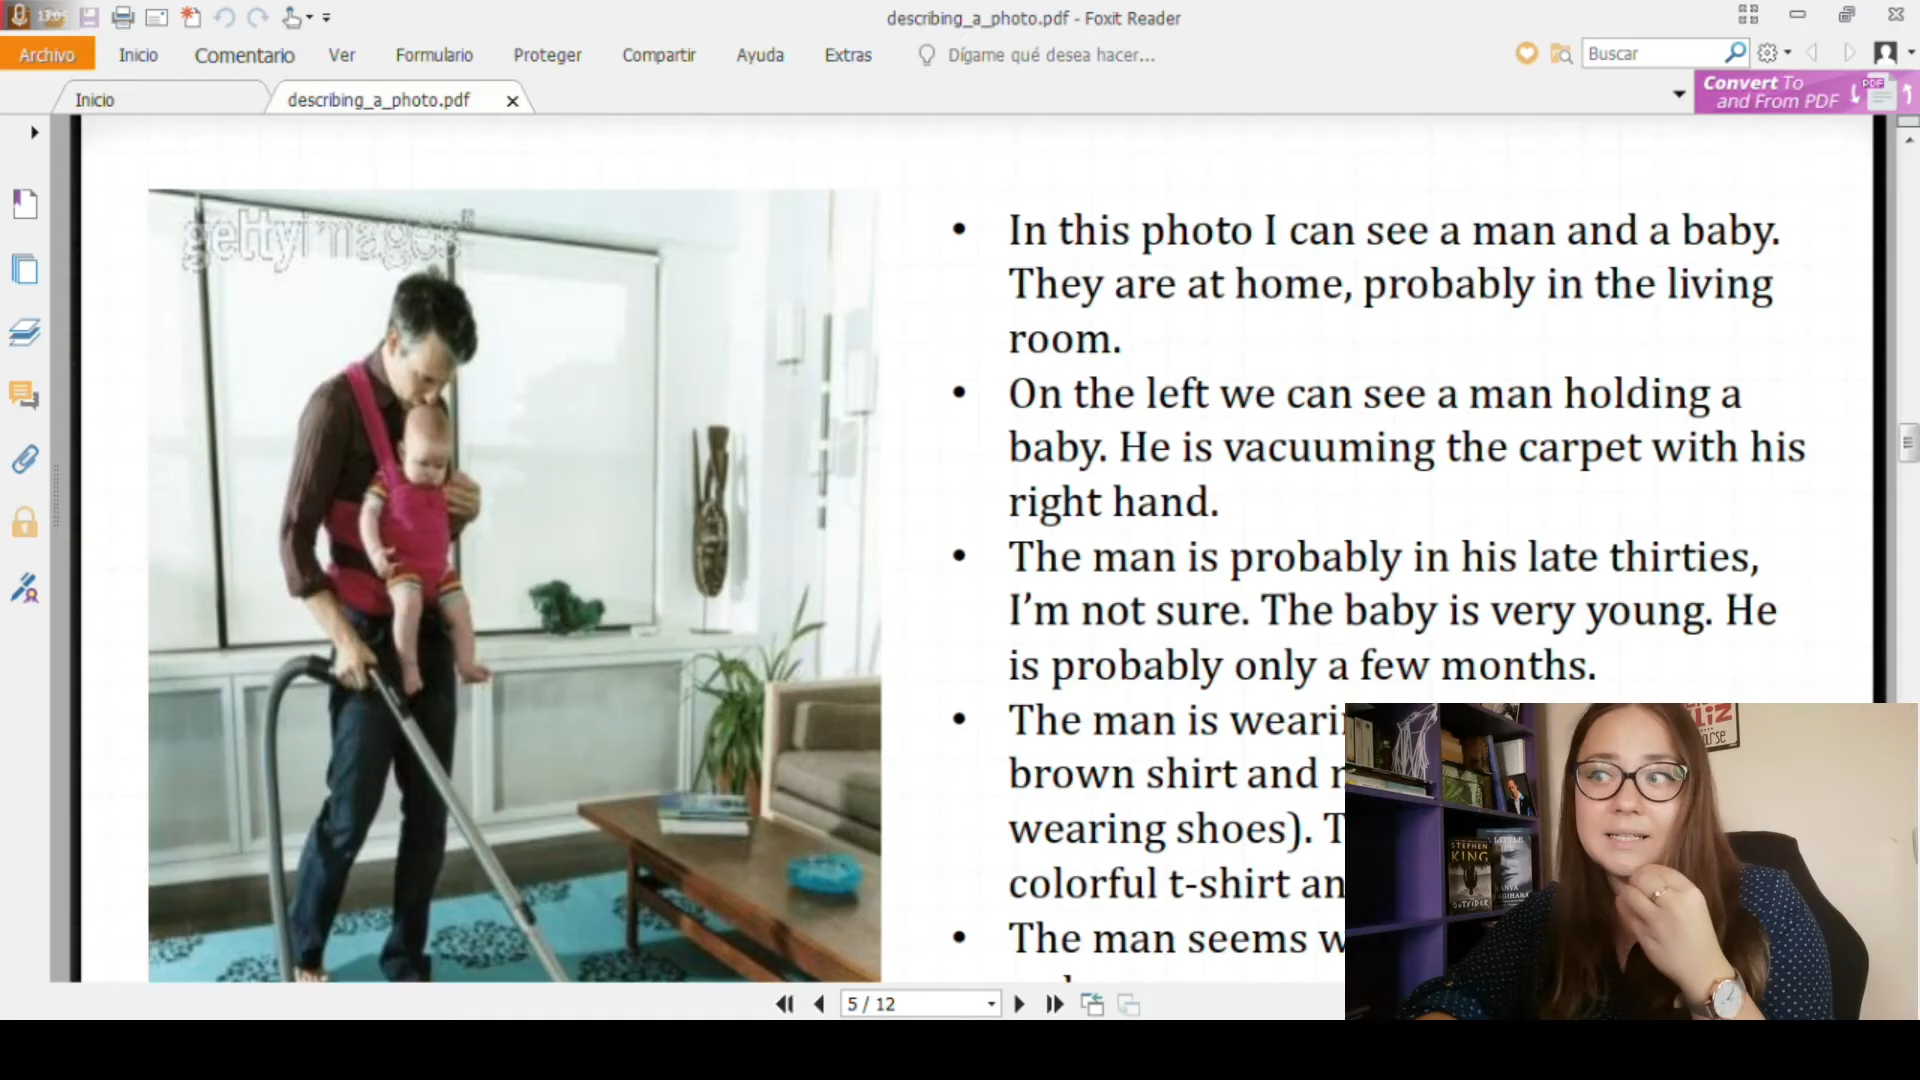 13:05
describing_a_photo.pdf - Foxit Reader
Archivo Inicio Comentario Ver Formulario Proteger Compartir Ayuda Extras Dígame qué desea hacer... Buscar
Inicio describing_a_photo.pdf
Convert To
and From PDF
PDF
gettyimages
• In this photo I can see a man and a baby.
They are at home, probably in the living
room.
• On the left we can see a man holding a
baby. He is vacuuming the carpet with his
right hand.
• The man is probably in his late thirties,
I'm not sure. The baby is very young. He
is probably only a few months.
• The man is weari
brown shirt and
wearing shoes). T
colorful t-shirt an
• The man seems w
STEPHEN
KING
OUTSIDER
LITTLE
5 / 12